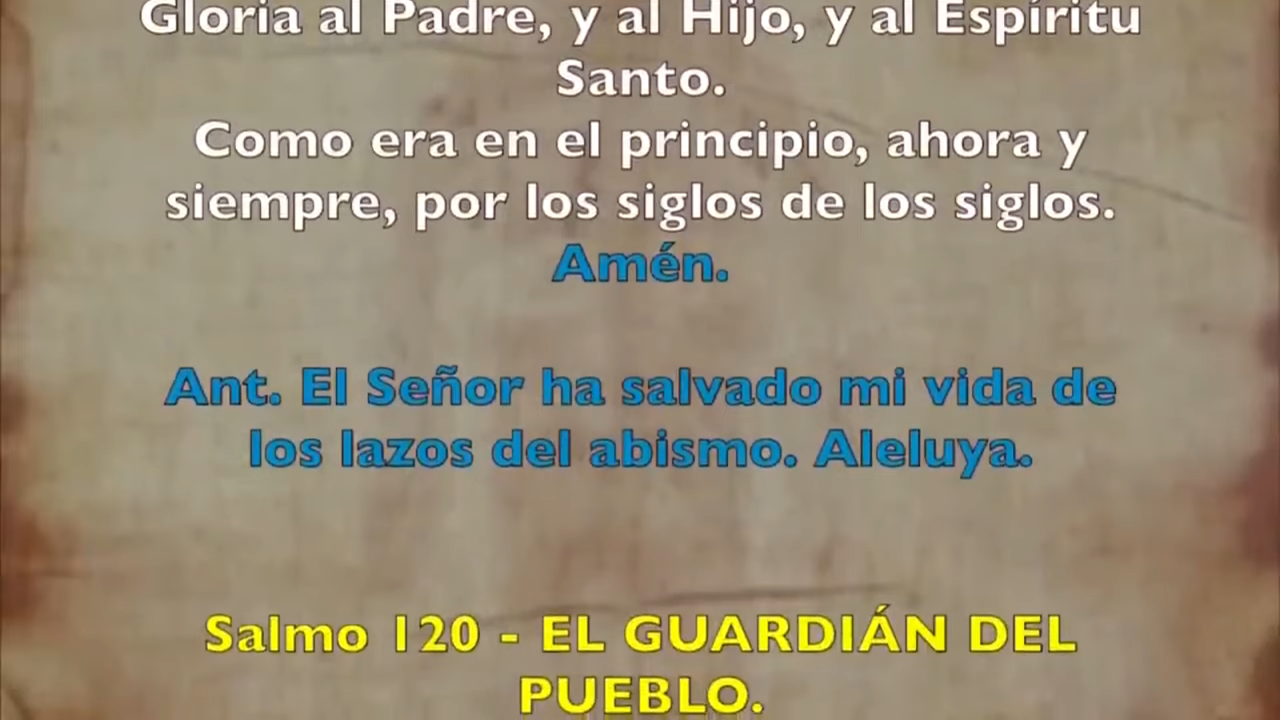 Gloria al Padre, y al Hijo, y al Espíritu
Santo.
Como era en el principio, ahora y
siempre, por los siglos de los siglos.
Amén.
Ant. El Señor ha salvado mi vida de
los lazos del abismo. Aleluya.
Salmo 120 - EL GUARDIÁN DEL
PUEBLO.